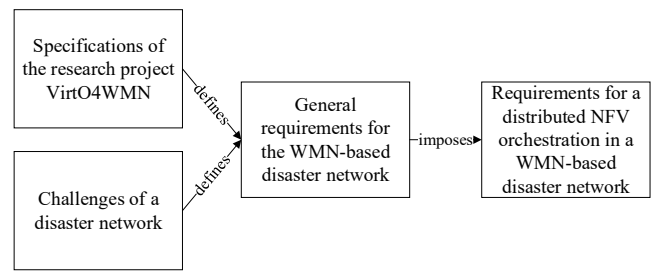 Specifications of
the research project
VirtO4WMN
defines
Challenges of a
disaster network
defines
General
requirements for
the WMN-based
disaster network
imposes
Requirements for a
distributed NFV
orchestration in a
WMN-based
disaster network